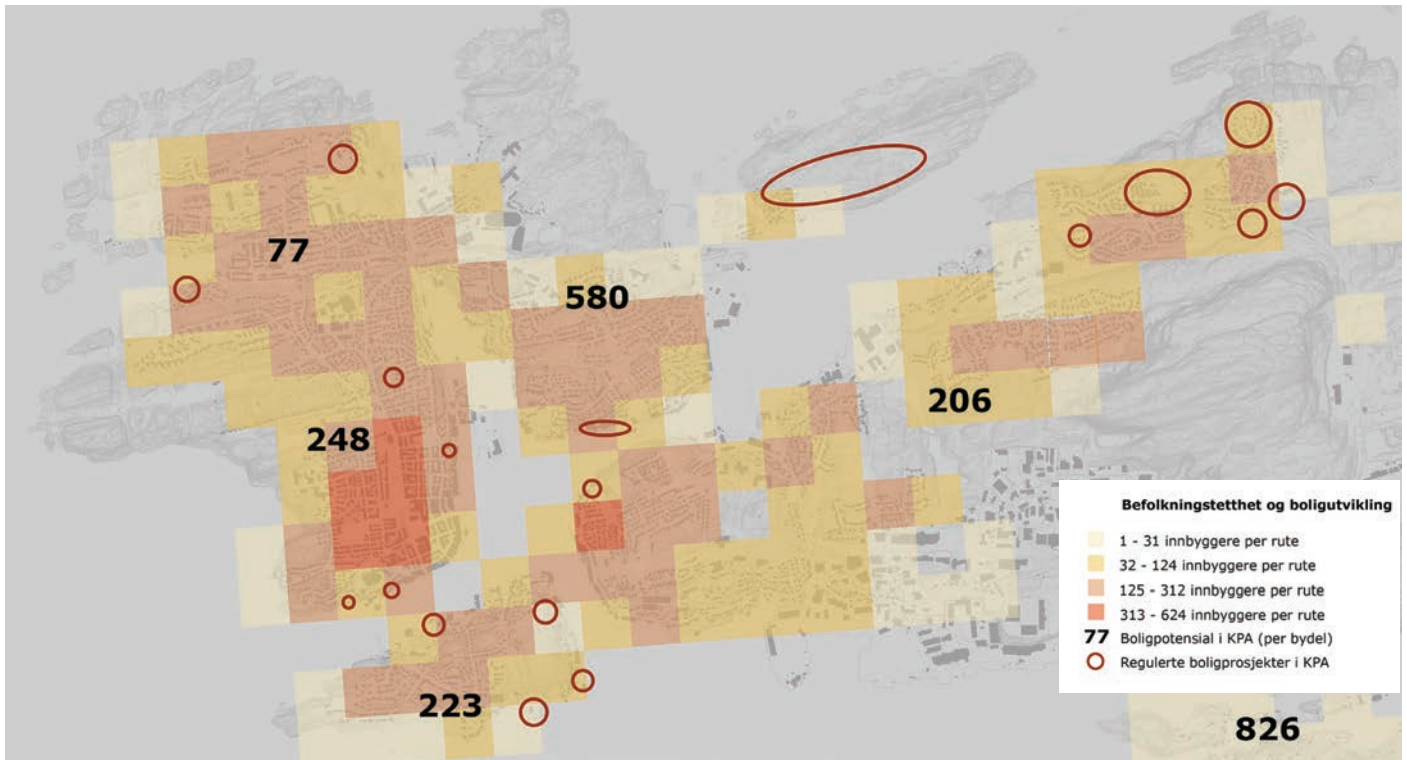 77
580
206
248
223
826
Befolkningstetthet og boligutvikling
1 - 31 innbyggere per rute
32 - 124 innbyggere per rute
125 - 312 innbyggere per rute
313 - 624 innbyggere per rute
77 Boligpotensial i KPA (per bydel)
Regulerte boligprosjekter i KPA